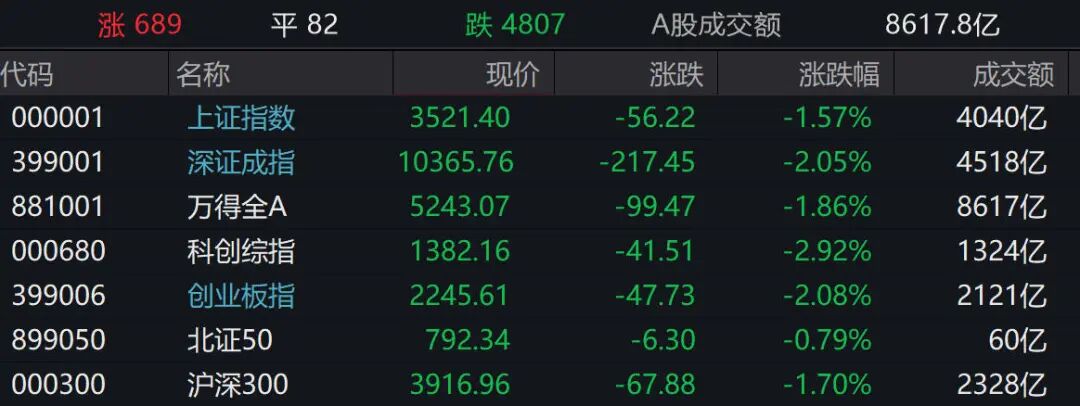 涨 689 平 82 跌 4807 A股成交额 8617.8亿
代码 名称 现价 涨跌 涨跌幅 成交额
000001 上证指数 3521.40 -56.22 -1.57% 4040亿
399001 深证成指 10365.76 -217.45 -2.05% 4518亿
881001 万得全A 5243.07 -99.47 -1.86% 8617亿
000680 科创综指 1382.16 -41.51 -2.92% 1324亿
399006 创业板指 2245.61 -47.73 -2.08% 2121亿
899050 北证50 792.34 -6.30 -0.79% 60亿
000300 沪深300 3916.96 -67.88 -1.70% 2328亿